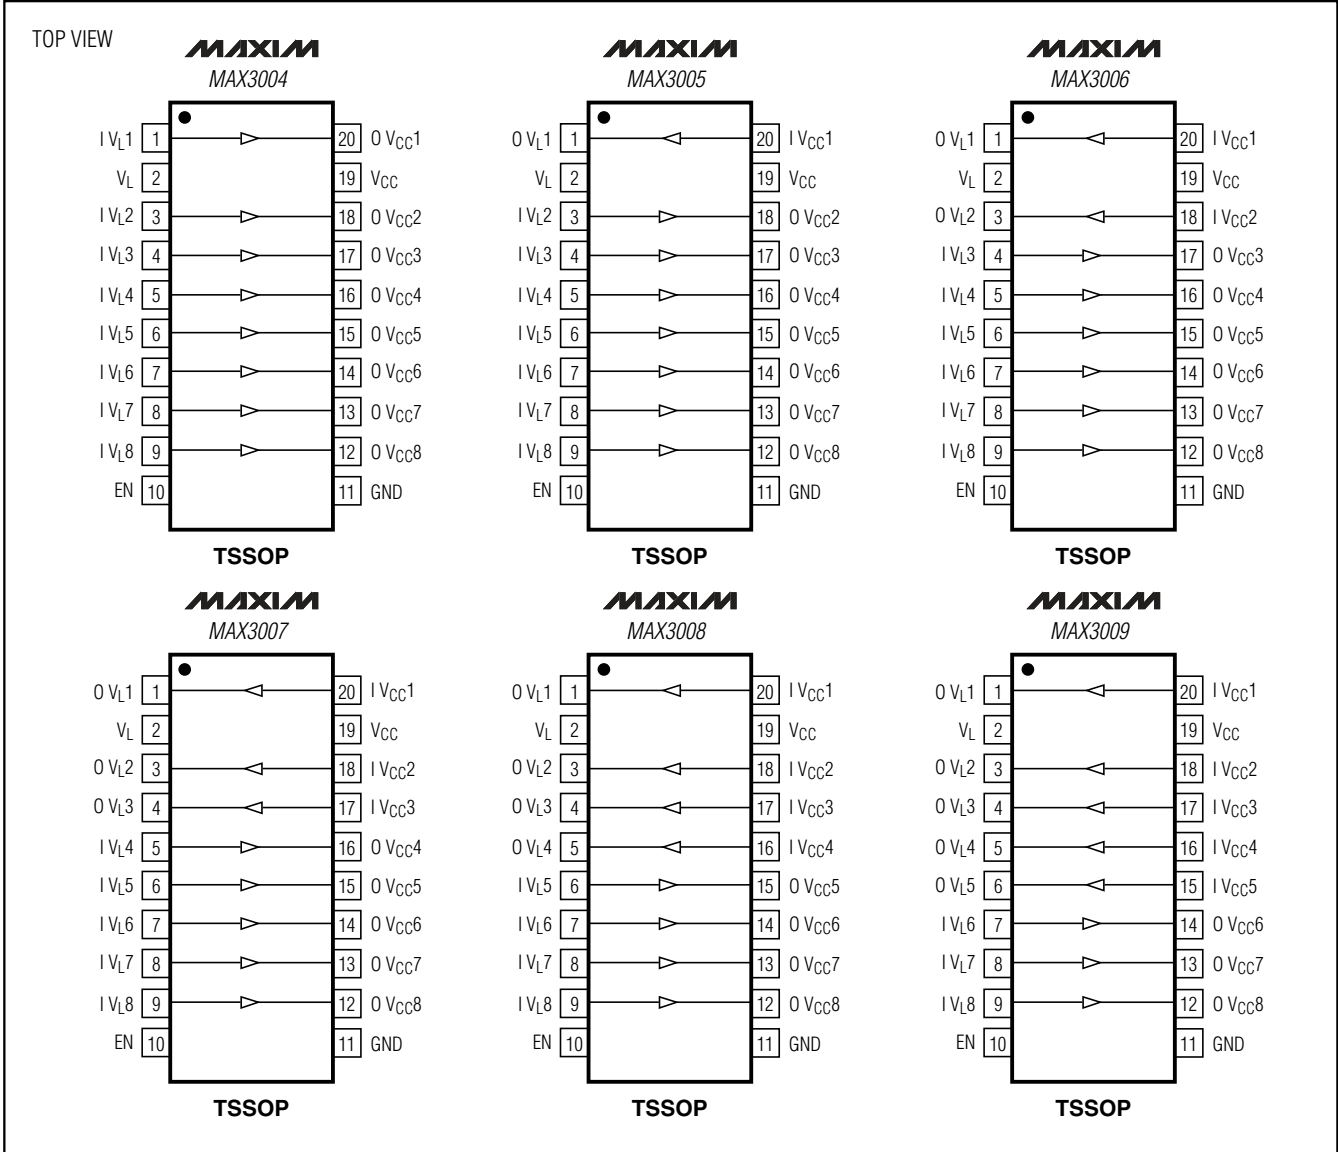 TOP VIEW
MAXIM MAXIM MAXIM
MAX3004 MAX3005 MAX3006
I VL1 1 20 O VCC1 O VL1 1 20 I VCC1 O VL1 1 20 I VCC1
VL 2 19 VCC VL 2 19 VCC VL 2 19 VCC
I VL2 3 18 O VCC2 I VL2 3 18 O VCC2 O VL2 3 18 I VCC2
I VL3 4 17 O VCC3 I VL3 4 17 O VCC3 I VL3 4 17 O VCC3
I VL4 5 16 O VCC4 I VL4 5 16 O VCC4 I VL4 5 16 O VCC4
I VL5 6 15 O VCC5 I VL5 6 15 O VCC5 I VL5 6 15 O VCC5
I VL6 7 14 O VCC6 I VL6 7 14 O VCC6 I VL6 7 14 O VCC6
I VL7 8 13 O VCC7 I VL7 8 13 O VCC7 I VL7 8 13 O VCC7
I VL8 9 12 O VCC8 I VL8 9 12 O VCC8 I VL8 9 12 O VCC8
EN 10 11 GND EN 10 11 GND EN 10 11 GND
TSSOP TSSOP TSSOP
MAXIM MAXIM MAXIM
MAX3007 MAX3008 MAX3009
O VL1 1 20 I VCC1 O VL1 1 20 I VCC1 O VL1 1 20 I VCC1
VL 2 19 VCC VL 2 19 VCC VL 2 19 VCC
O VL2 3 18 I VCC2 O VL2 3 18 I VCC2 O VL2 3 18 I VCC2
O VL3 4 17 I VCC3 O VL3 4 17 I VCC3 O VL3 4 17 I VCC3
I VL4 5 16 O VCC4 O VL4 5 16 I VCC4 O VL4 5 16 I VCC4
I VL5 6 15 O VCC5 I VL5 6 15 O VCC5 O VL5 6 15 I VCC5
I VL6 7 14 O VCC6 I VL6 7 14 O VCC6 I VL6 7 14 O VCC6
I VL7 8 13 O VCC7 I VL7 8 13 O VCC7 I VL7 8 13 O VCC7
I VL8 9 12 O VCC8 I VL8 9 12 O VCC8 I VL8 9 12 O VCC8
EN 10 11 GND EN 10 11 GND EN 10 11 GND
TSSOP TSSOP TSSOP